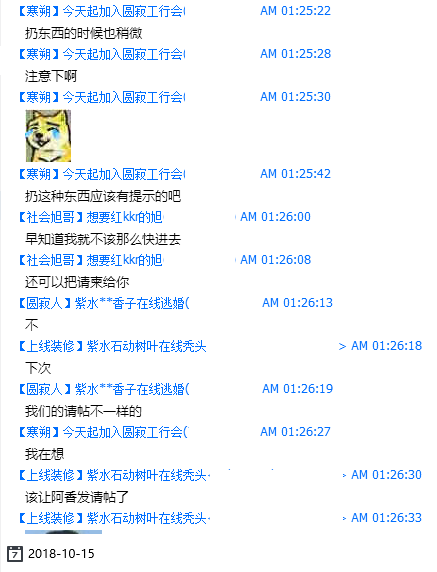 【寒朔】今天起加入圆寂工行会( AM 01:25:22
扔东西的时候也稍微
【寒朔】今天起加入圆寂工行会( AM 01:25:28
注意下啊
【寒朔】今天起加入圆寂工行会( AM 01:25:30
【寒朔】今天起加入圆寂工行会( AM 01:25:42
扔这种东西应该有提示的吧
【社会旭哥】想要红kkr的旭 AM 01:26:00
早知道我就不该那么快进去
【社会旭哥】想要红kkr的旭 AM 01:26:08
还可以把请柬给你
【圆寂人】紫水**香子在线逃婚( AM 01:26:13
不
【上线装修】紫水石动树叶在线秃头 > AM 01:26:18
下次
【圆寂人】紫水**香子在线逃婚( AM 01:26:19
我们的请帖不一样的
【寒朔】今天起加入圆寂工行会( AM 01:26:27
我在想
【上线装修】紫水石动树叶在线秃头 AM 01:26:30
该让阿香发请帖了
【上线装修】紫水石动树叶在线秃头 AM 01:26:33
7 2018-10-15